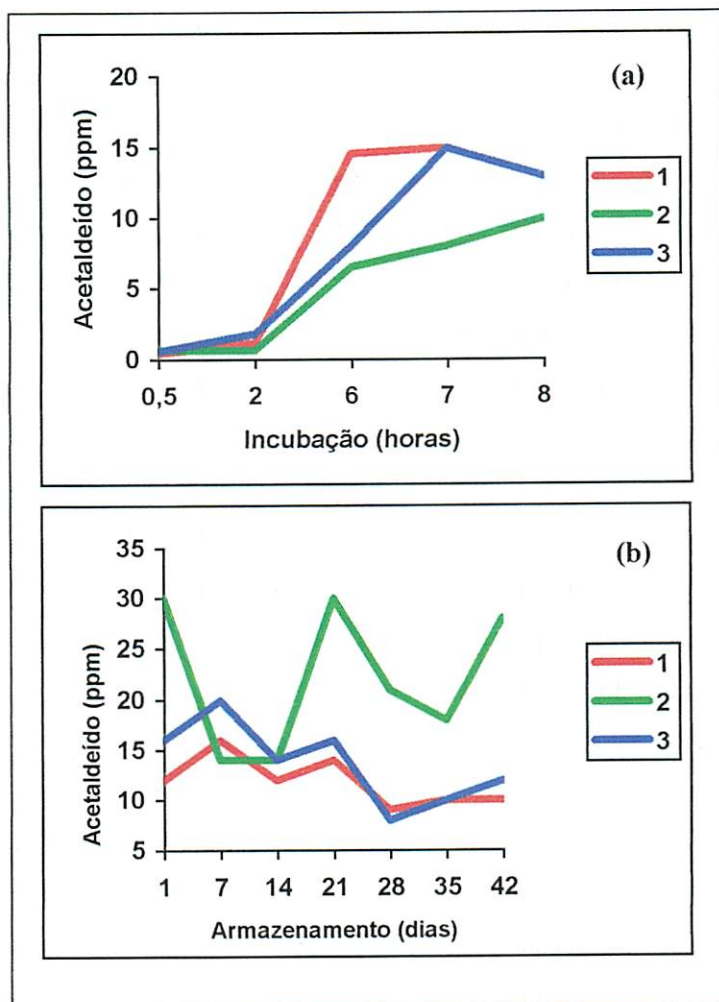 (a)
Acetaldeído (ppm)
20
15
10
5
0
0,5 2 6 7 8
Incubação (horas)
1
2
3
(b)
Acetaldeído (ppm)
35
30
25
20
15
10
5
1 7 14 21 28 35 42
Armazenamento (dias)
1
2
3